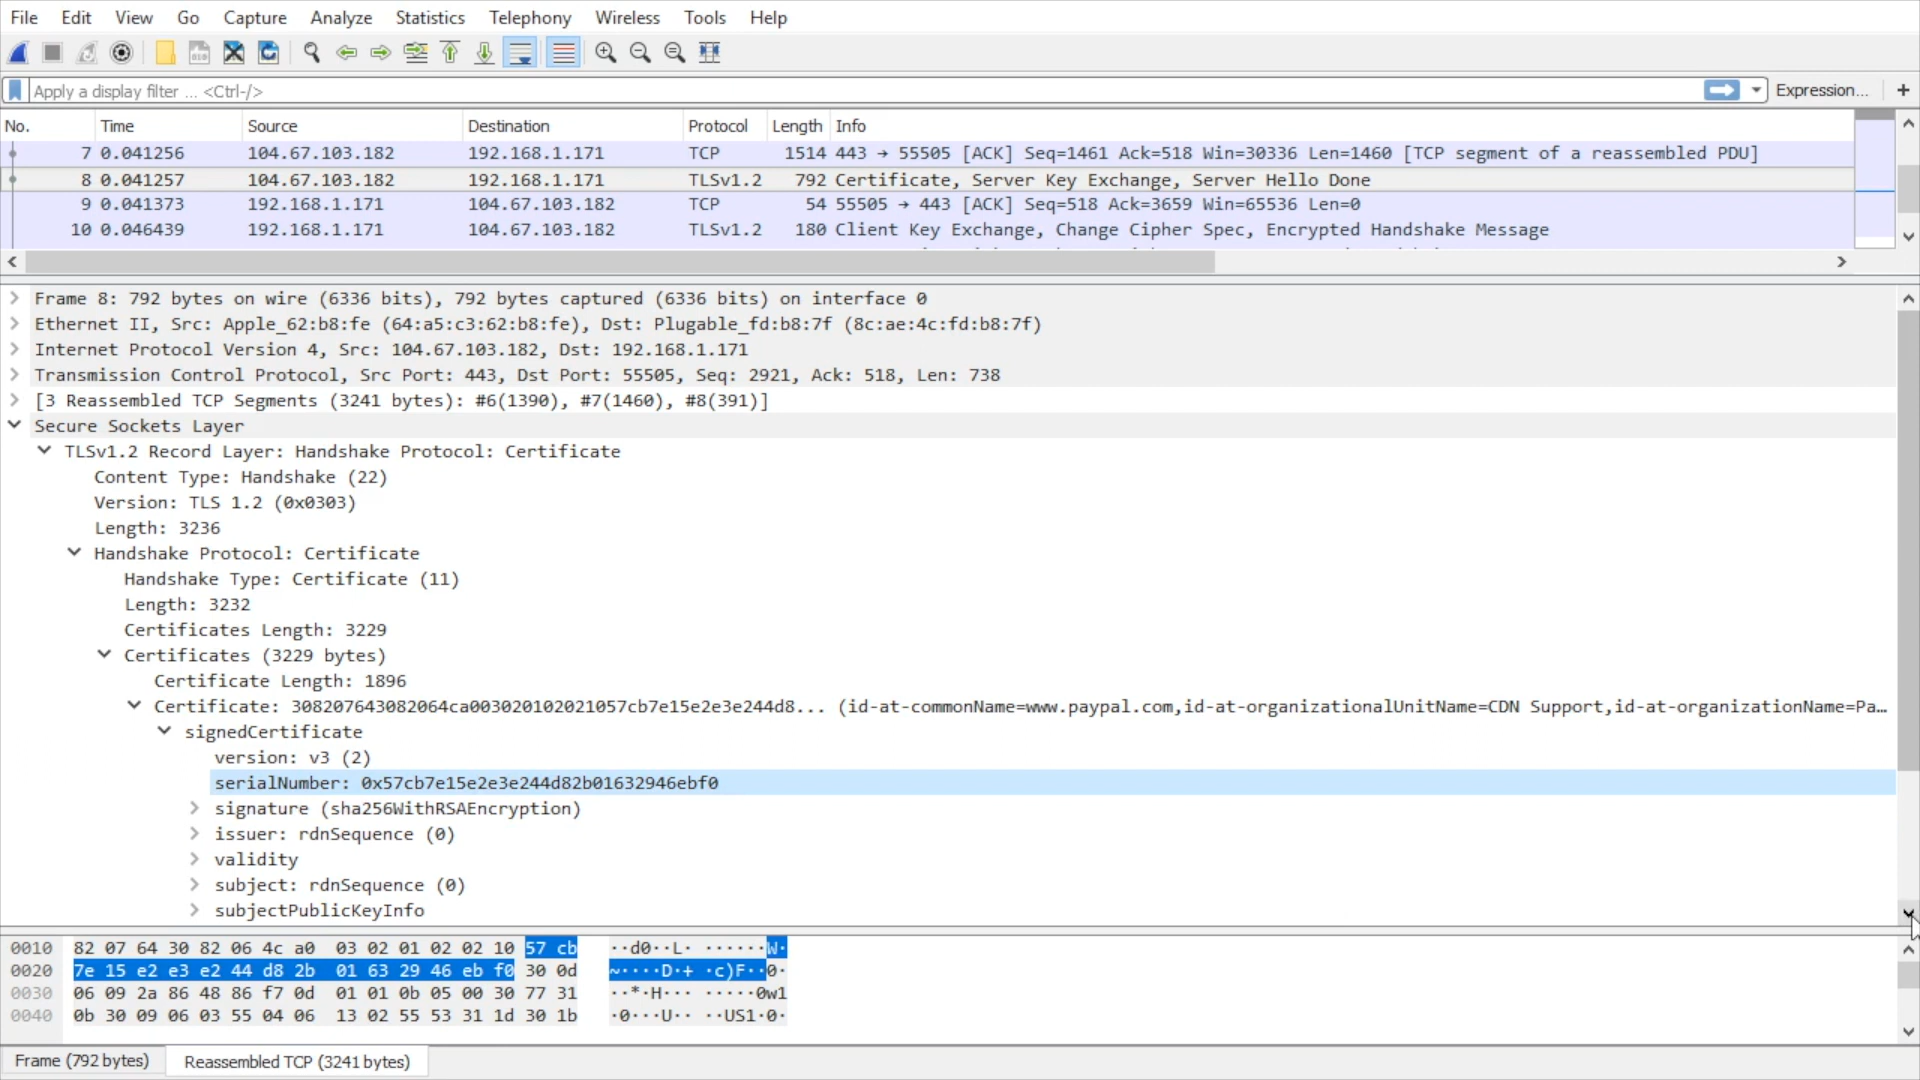 File Edit View Go Capture Analyze Statistics Telephony Wireless Tools Help
Apply a display filter ... <Ctrl-/> Expression... +
No. Time Source Destination Protocol Length Info
7 0.041256 104.67.103.182 192.168.1.171 TCP 1514 443 → 55505 [ACK] Seq=1461 Ack=518 Win=30336 Len=1460 [TCP segment of a reassembled PDU]
8 0.041257 104.67.103.182 192.168.1.171 TLSv1.2 792 Certificate, Server Key Exchange, Server Hello Done
9 0.041373 192.168.1.171 104.67.103.182 TCP 54 55505 → 443 [ACK] Seq=518 Ack=3659 Win=65536 Len=0
10 0.046439 192.168.1.171 104.67.103.182 TLSv1.2 180 Client Key Exchange, Change Cipher Spec, Encrypted Handshake Message
Frame 8: 792 bytes on wire (6336 bits), 792 bytes captured (6336 bits) on interface 0
Ethernet II, Src: Apple_62:b8:fe (64:a5:c3:62:b8:fe), Dst: Plugable_fd:b8:7f (8c:ae:4c:fd:b8:7f)
Internet Protocol Version 4, Src: 104.67.103.182, Dst: 192.168.1.171
Transmission Control Protocol, Src Port: 443, Dst Port: 55505, Seq: 2921, Ack: 518, Len: 738
[3 Reassembled TCP Segments (3241 bytes): #6(1390), #7(1460), #8(391)]
Secure Sockets Layer
TLSv1.2 Record Layer: Handshake Protocol: Certificate
Content Type: Handshake (22)
Version: TLS 1.2 (0x0303)
Length: 3236
Handshake Protocol: Certificate
Handshake Type: Certificate (11)
Length: 3232
Certificates Length: 3229
Certificates (3229 bytes)
Certificate Length: 1896
Certificate: 308207643082064ca003020102021057cb7e15e2e3e244d8... (id-at-commonName=www.paypal.com,id-at-organizationalUnitName=CDN Support,id-at-organizationName=Pa…
signedCertificate
version: v3 (2)
serialNumber: 0x57cb7e15e2e3e244d82b01632946ebf0
signature (sha256WithRSAEncryption)
issuer: rdnSequence (0)
validity
subject: rdnSequence (0)
subjectPublicKeyInfo
0010 82 07 64 30 82 06 4c a0 03 02 01 02 02 10 57 cb ··d0··L· ······W·
0020 7e 15 e2 e3 e2 44 d8 2b 01 63 29 46 eb f0 30 0d ~····D·+ ·c)F··0·
0030 06 09 2a 86 48 86 f7 0d 01 01 0b 05 00 30 77 31 ··*·H··· ·····0w1
0040 0b 30 09 06 03 55 04 06 13 02 55 53 31 1d 30 1b ·0···U·· ··US1·0·
Frame (792 bytes) Reassembled TCP (3241 bytes)